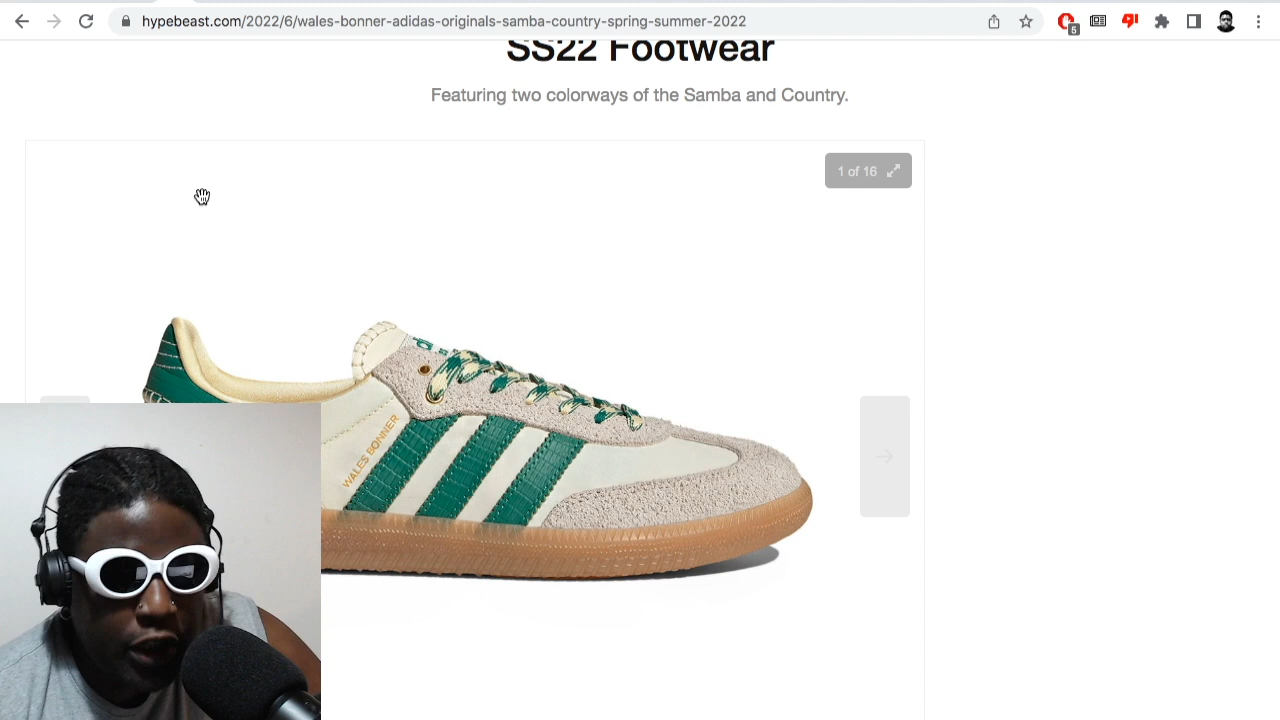 hypebeast.com/2022/6/wales-bonner-adidas-originals-samba-country-spring-summer-2022
5
SS22 Footwear
Featuring two colorways of the Samba and Country.
1 of 16
WALES BONNER